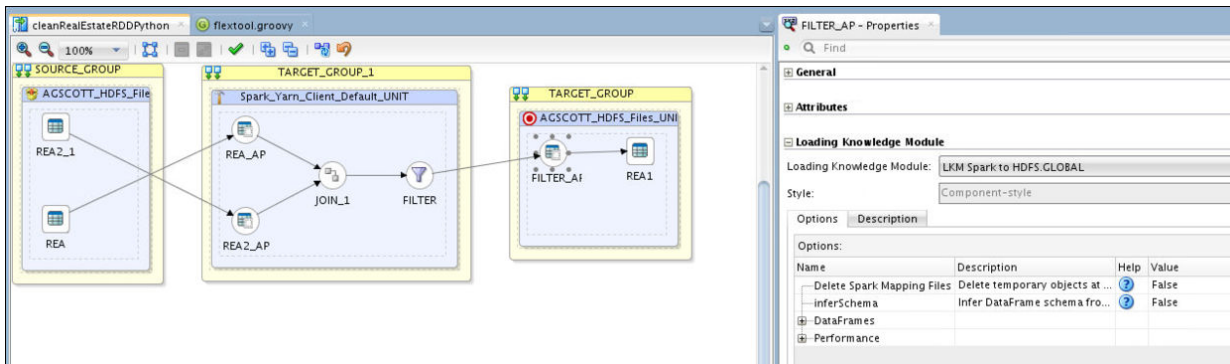 cleanRealEstateRDDPython
flextool.groovy
100%
SOURCE_GROUP
AGSCOTT_HDFS_File
REA2_1
REA
TARGET_GROUP_1
Spark_Yarn_Client_Default_UNIT
REA_AP
REA2_AP
JOIN_1
FILTER
TARGET_GROUP
AGSCOTT_HDFS_Files_UNI
FILTER_AF
REA1
FILTER_AP - Properties
Find
General
Attributes
Loading Knowledge Module
Loading Knowledge Module: LKM Spark to HDFS.GLOBAL
Style: Component-style
Options Description
Options:
Name Description Help Value
Delete Spark Mapping Files Delete temporary objects at ... ? False
inferSchema Infer DataFrame schema fro... ? False
DataFrames
Performance